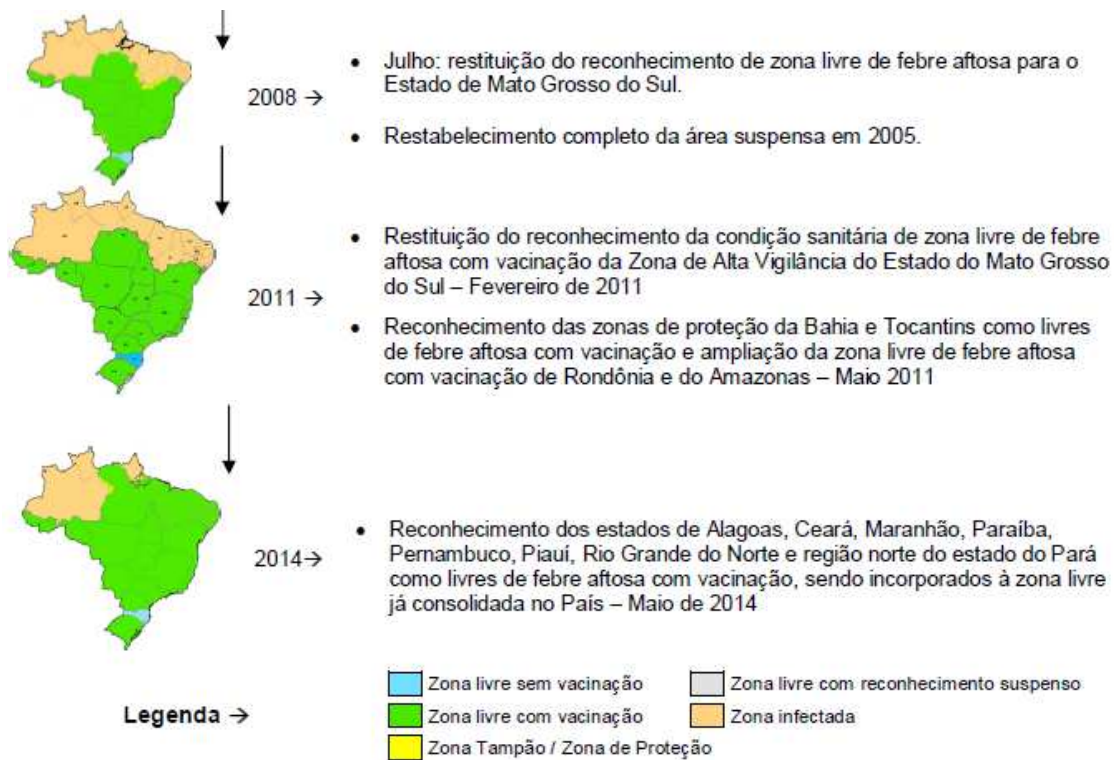 2008 →
• Julho: restituição do reconhecimento de zona livre de febre aftosa para o
Estado de Mato Grosso do Sul.
• Restabelecimento completo da área suspensa em 2005.
2011 →
• Restituição do reconhecimento da condição sanitária de zona livre de febre
aftosa com vacinação da Zona de Alta Vigilância do Estado do Mato Grosso
do Sul – Fevereiro de 2011
• Reconhecimento das zonas de proteção da Bahia e Tocantins como livres
de febre aftosa com vacinação e ampliação da zona livre de febre aftosa
com vacinação de Rondônia e do Amazonas – Maio 2011
2014→
• Reconhecimento dos estados de Alagoas, Ceará, Maranhão, Paraíba,
Pernambuco, Piauí, Rio Grande do Norte e região norte do estado do Pará
como livres de febre aftosa com vacinação, sendo incorporados à zona livre
já consolidada no País – Maio de 2014
Legenda →
Zona livre sem vacinação
Zona livre com vacinação
Zona Tampão / Zona de Proteção
Zona livre com reconhecimento suspenso
Zona infectada